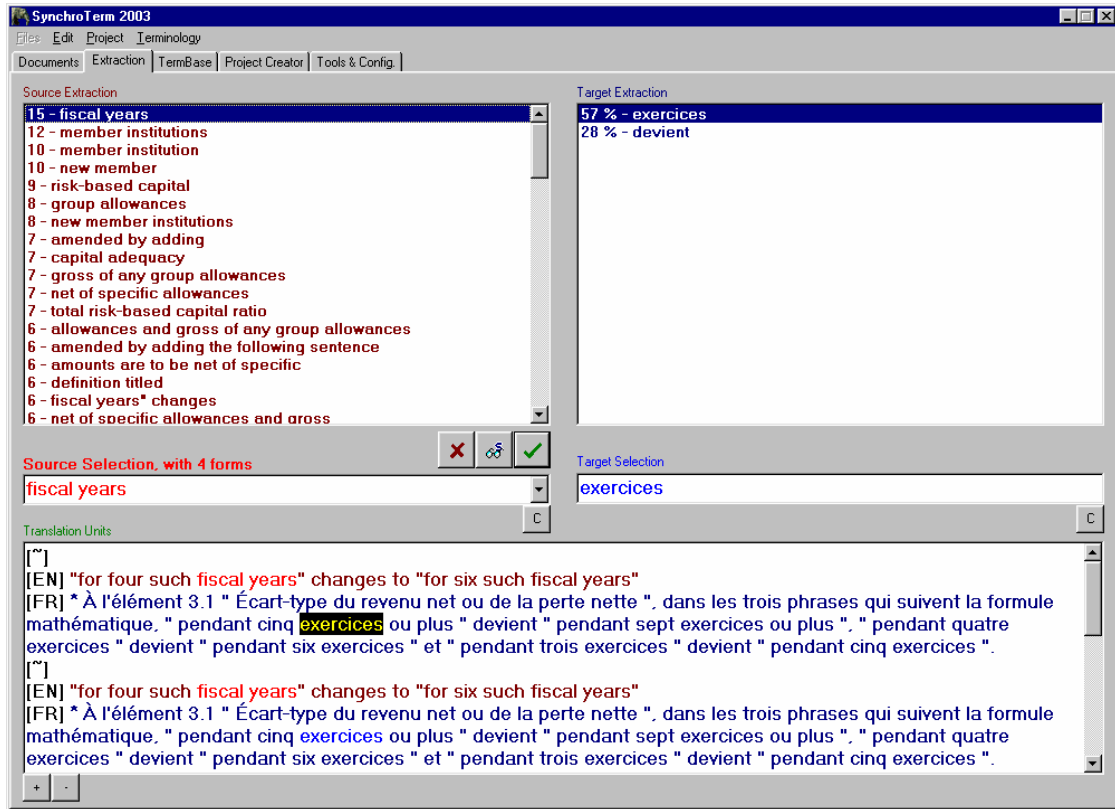 SynchroTerm 2003
Files Edit Project Terminology
Documents Extraction TermBase Project Creator Tools & Config.
Source Extraction
15 - fiscal years
12 - member institutions
10 - member institution
10 - new member
9 - risk-based capital
8 - group allowances
8 - new member institutions
7 - amended by adding
7 - capital adequacy
7 - gross of any group allowances
7 - net of specific allowances
7 - total risk-based capital ratio
6 - allowances and gross of any group allowances
6 - amended by adding the following sentence
6 - amounts are to be net of specific
6 - definition titled
6 - fiscal years" changes
6 - net of specific allowances and gross
Target Extraction
57 % - exercices
28 % - devient
Source Selection, with 4 forms
fiscal years
C
Target Selection
exercices
C
Translation Units
[~]
[EN] "for four such fiscal years" changes to "for six such fiscal years"
[FR] * À l'élément 3.1 " Écart-type du revenu net ou de la perte nette ", dans les trois phrases qui suivent la formule
mathématique, " pendant cinq exercices ou plus " devient " pendant sept exercices ou plus ", " pendant quatre
exercices " devient " pendant six exercices " et " pendant trois exercices " devient " pendant cinq exercices ".
[~]
[EN] "for four such fiscal years" changes to "for six such fiscal years"
[FR] * À l'élément 3.1 " Écart-type du revenu net ou de la perte nette ", dans les trois phrases qui suivent la formule
mathématique, " pendant cinq exercices ou plus " devient " pendant sept exercices ou plus ", " pendant quatre
exercices " devient " pendant six exercices " et " pendant trois exercices " devient " pendant cinq exercices ".
+ -